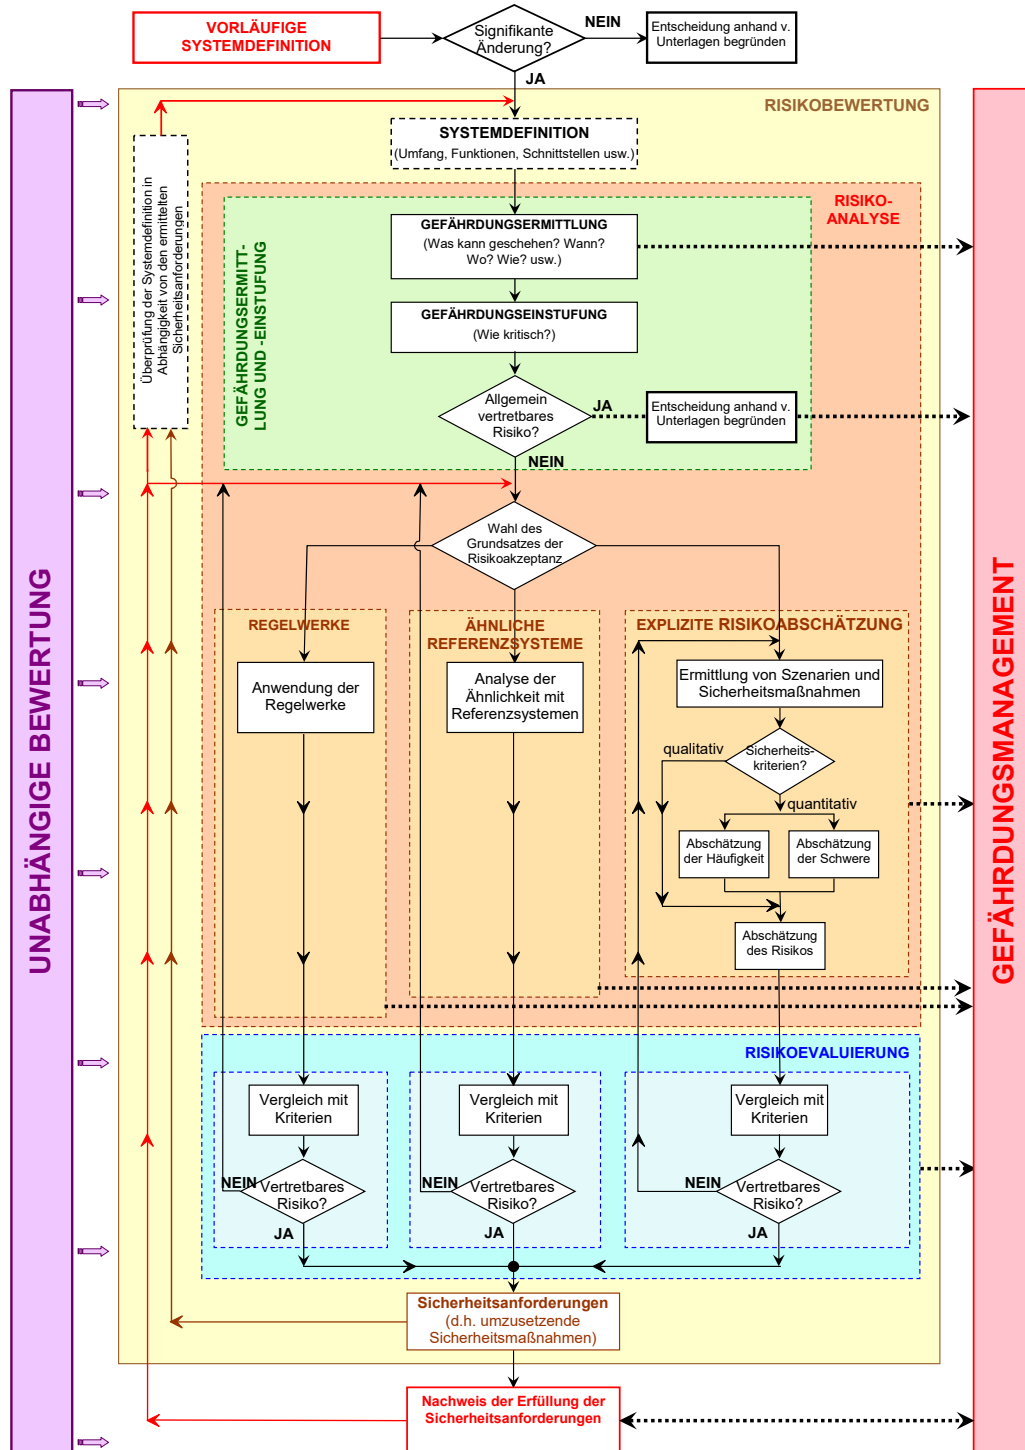 VORLÄUFIGE
SYSTEMDEFINITION
Signifikante
Änderung?
NEIN
Entscheidung anhand v.
Unterlagen begründen
JA
RISIKOBEWERTUNG
SYSTEMDEFINITION
(Umfang, Funktionen, Schnittstellen usw.)
Überprüfung der Systemdefinition in
Abhängigkeit von den ermittelten
Sicherheitsanforderungen
RISIKO-
ANALYSE
GEFÄHRDUNGSERMITT-
LUNG UND -EINSTUFUNG
GEFÄHRDUNGSERMITTLUNG
(Was kann geschehen? Wann?
Wo? Wie? usw.)
GEFÄHRDUNGSEINSTUFUNG
(Wie kritisch?)
Allgemein
vertretbares
Risiko?
JA
Entscheidung anhand v.
Unterlagen begründen
NEIN
Wahl des
Grundsatzes der
Risikoakzeptanz
UNABHÄNGIGE BEWERTUNG
GEFÄHRDUNGSMANAGEMENT
REGELWERKE
Anwendung der
Regelwerke
ÄHNLICHE
REFERENZSYSTEME
Analyse der
Ähnlichkeit mit
Referenzsystemen
EXPLIZITE RISIKOABSCHÄTZUNG
Ermittlung von Szenarien und
Sicherheitsmaßnahmen
qualitativ
Sicherheits-
kriterien?
quantitativ
Abschätzung
der Häufigkeit
Abschätzung
der Schwere
Abschätzung
des Risikos
RISIKOEVALUIERUNG
Vergleich mit
Kriterien
Vergleich mit
Kriterien
Vergleich mit
Kriterien
NEIN
Vertretbares
Risiko?
JA
NEIN
Vertretbares
Risiko?
JA
NEIN
Vertretbares
Risiko?
JA
Sicherheitsanforderungen
(d.h. umzusetzende
Sicherheitsmaßnahmen)
Nachweis der Erfüllung der
Sicherheitsanforderungen